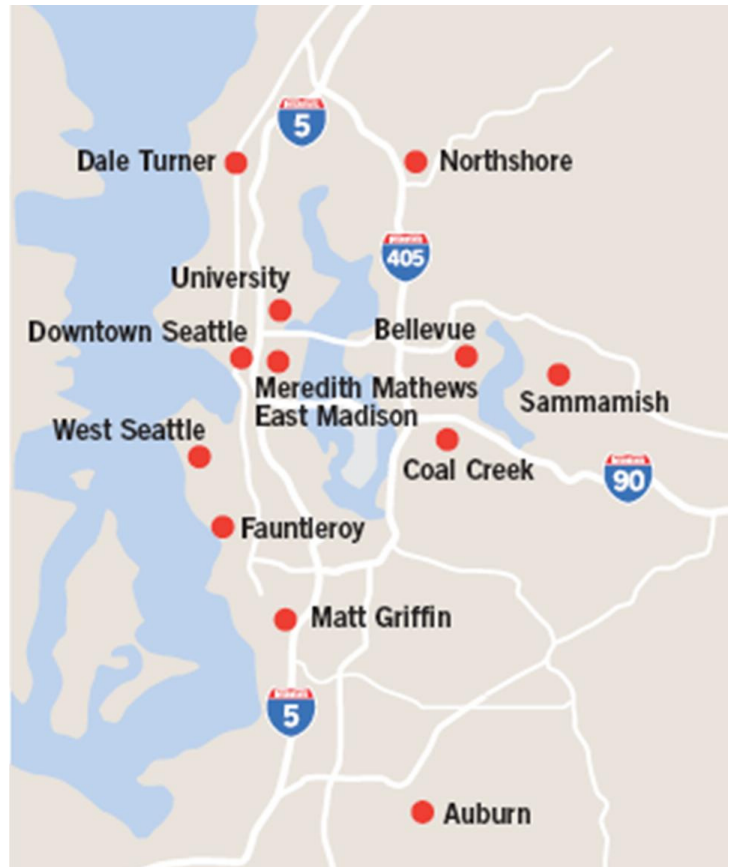 5
Dale Turner
Northshore
405
University
Downtown Seattle
Bellevue
Meredith Mathews
East Madison
Sammamish
West Seattle
Coal Creek
90
Fauntleroy
Matt Griffin
5
Auburn